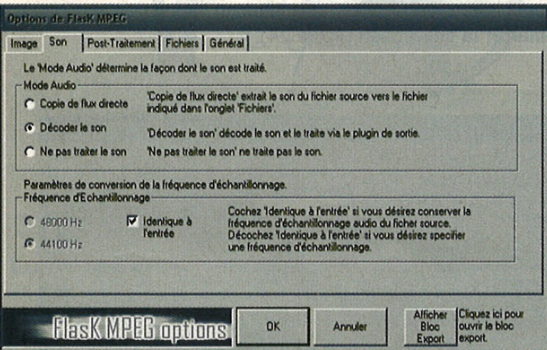 Options de FlasK MPEG
Image Son Post-Traitement Fichiers Général
Le 'Mode Audio' détermine la façon dont le son est traité.
Mode Audio
Copie de flux directe
'Copie de flux directe' extrait le son du fichier source vers le fichier
indiqué dans l'onglet 'Fichiers'.
Décoder le son
'Décoder le son' décode le son et le traite via le plugin de sortie.
Ne pas traiter le son
'Ne pas traiter le son' ne traite pas le son.
Paramètres de conversion de la fréquence d'échantillonnage.
Fréquence d'Echantillonnage
48000 Hz
44100 Hz
Identique à
l'entrée
Cochez 'Identique à l'entrée' si vous désirez conserver la
fréquence d'échantillonnage audio du ficher source.
Décochez 'Identique à l'entrée' si vous désirez specifier
une fréquence d'échantillonnage.
FlasK MPEG options
OK
Annuler
Afficher
Bloc
Export
Cliquez ici pour
ouvrir le bloc
export.